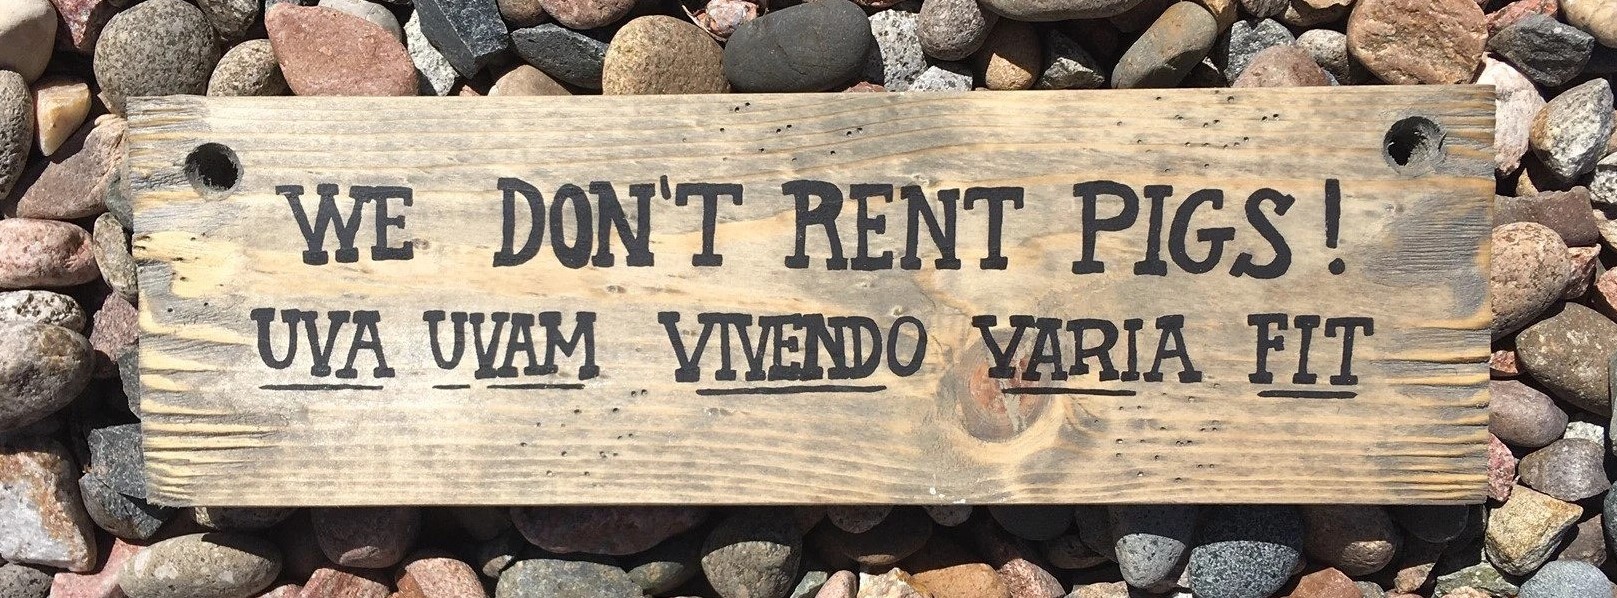 WE DON'T RENT PIGS!
UVA UVAM VIVENDO VARIA FIT